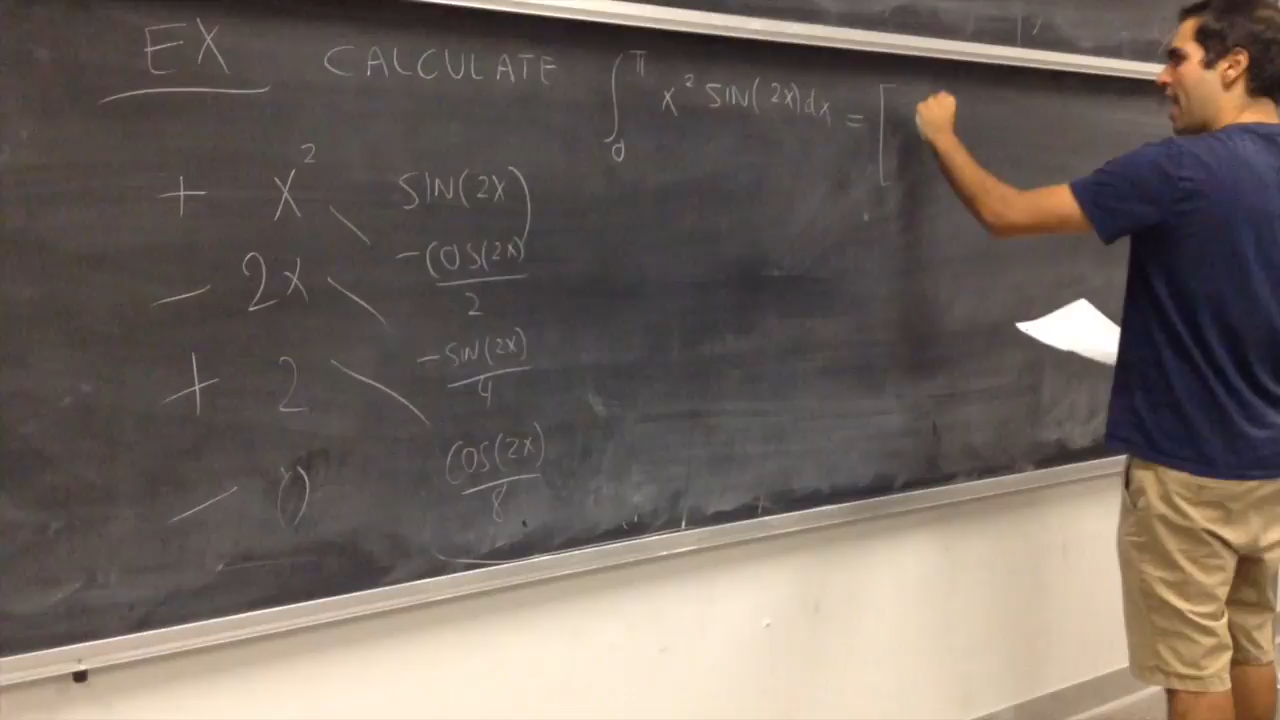 EX CALCULATE ∫₀^π x² SIN(2x)dx = [
+ x² SIN(2x)
− 2x −COS(2x)/2
+ 2 −SIN(2x)/4
− 0 COS(2x)/8